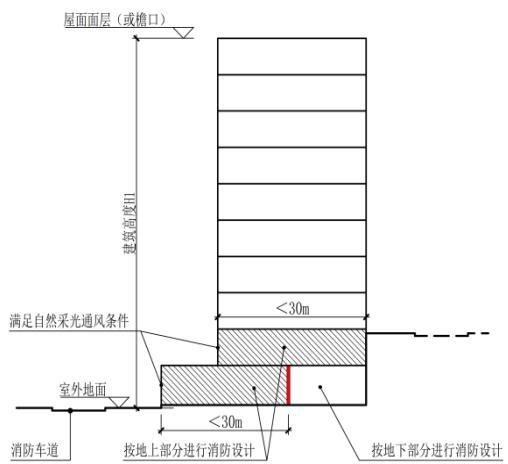 屋面面层（或檐口）
建筑高度H1
<30m
满足自然采光通风条件
室外地面
<30m
消防车道
按地上部分进行消防设计
按地下部分进行消防设计